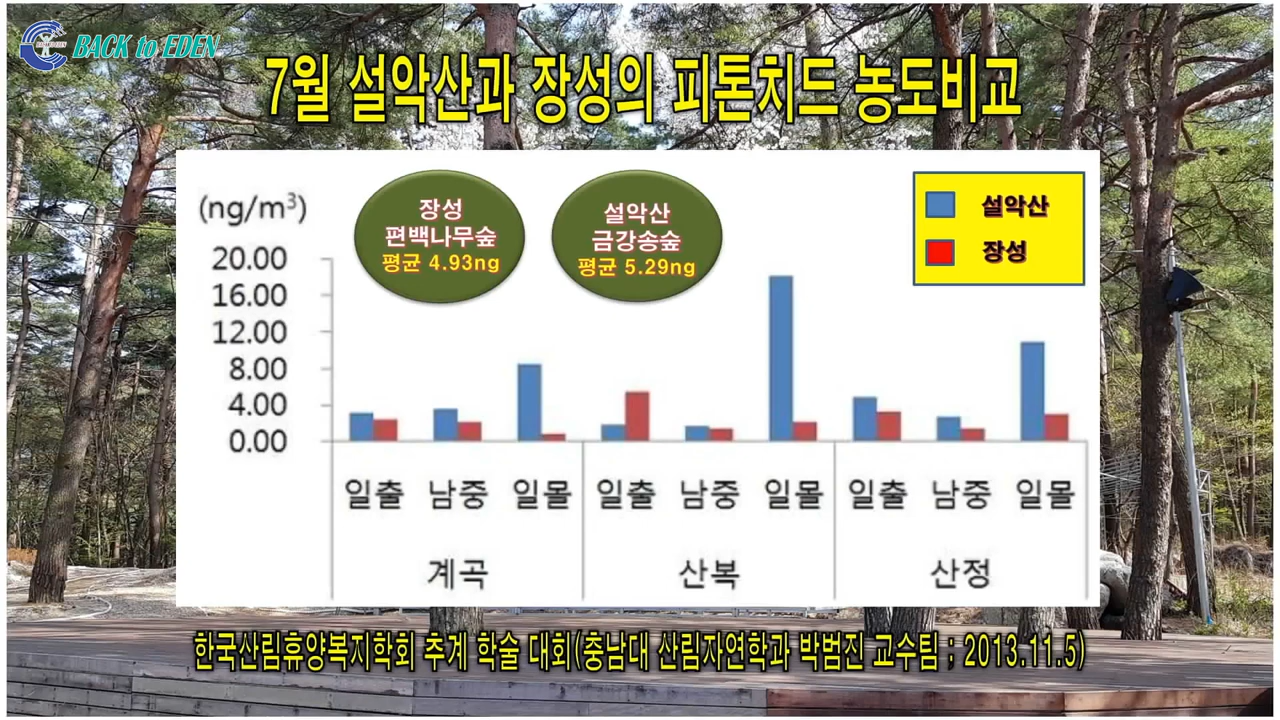 BACK to EDEN
7월 설악산과 장성의 피톤치드 농도비교
(ng/m³)
장성
편백나무숲
평균 4.93ng
설악산
금강송숲
평균 5.29ng
설악산
장성
20.00
16.00
12.00
8.00
4.00
0.00
일출 남중 일몰 일출 남중 일몰 일출 남중 일몰
계곡 산복 산정
한국산림휴양복지학회 추계 학술 대회(충남대 산림자연학과 박범진 교수팀 ; 2013.11.5)